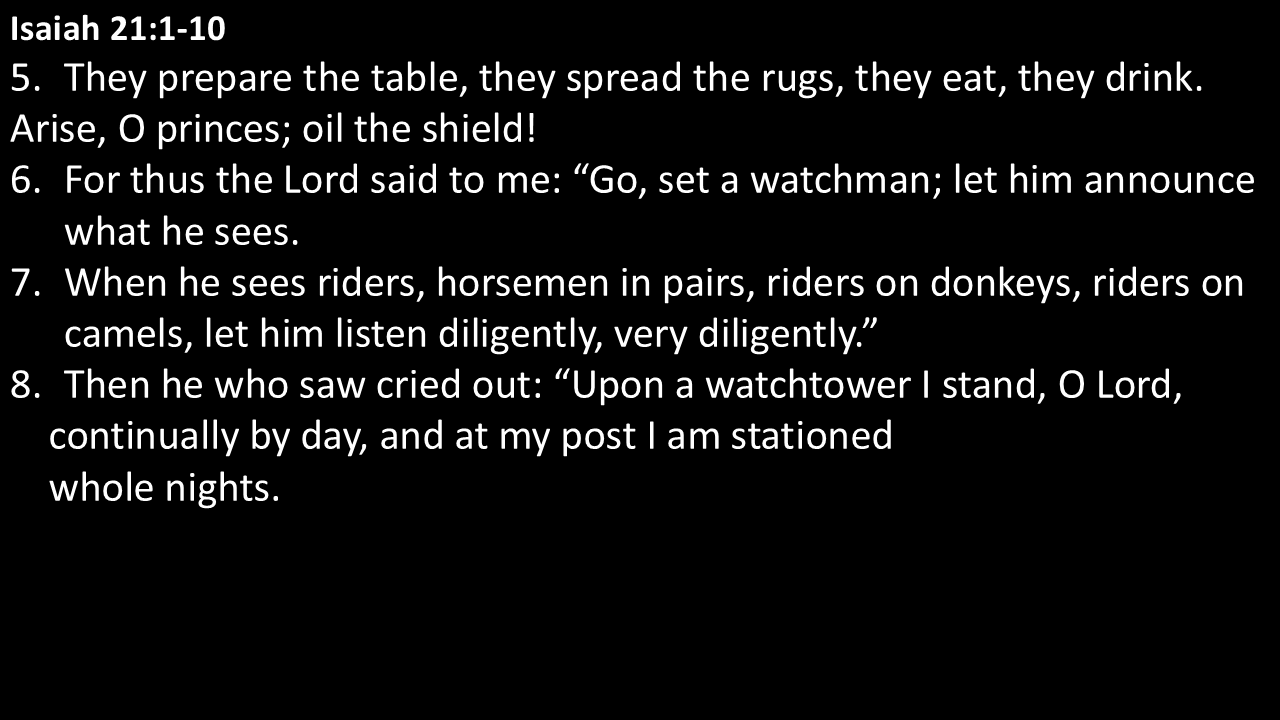 Isaiah 21:1-10
5. They prepare the table, they spread the rugs, they eat, they drink.
Arise, O princes; oil the shield!
6. For thus the Lord said to me: “Go, set a watchman; let him announce
what he sees.
7. When he sees riders, horsemen in pairs, riders on donkeys, riders on
camels, let him listen diligently, very diligently.”
8. Then he who saw cried out: “Upon a watchtower I stand, O Lord,
continually by day, and at my post I am stationed
whole nights.